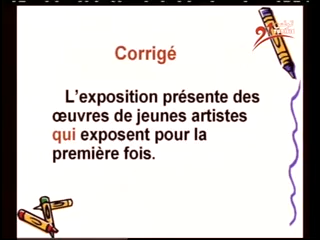 Corrigé
L'exposition présente des
œuvres de jeunes artistes
qui exposent pour la
première fois.